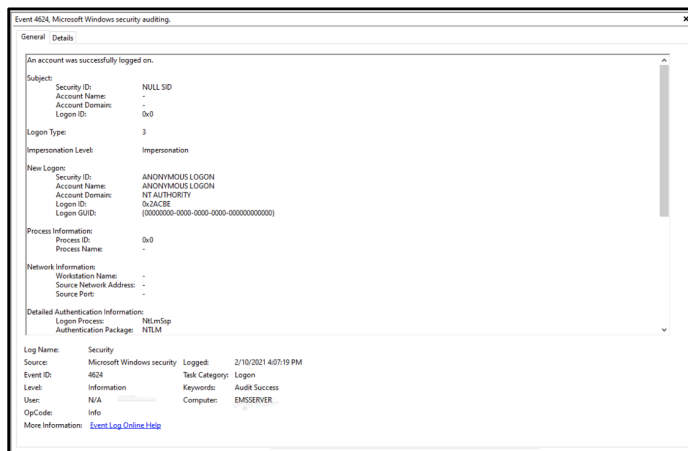 Event 4624, Microsoft Windows security auditing.
x
General Details
An account was successfully logged on.
Subject:
Security ID: NULL SID
Account Name: -
Account Domain: -
Logon ID: 0x0
Logon Type: 3
Impersonation Level: Impersonation
New Logon:
Security ID: ANONYMOUS LOGON
Account Name: ANONYMOUS LOGON
Account Domain: NT AUTHORITY
Logon ID: 0x2ACBE
Logon GUID: {00000000-0000-0000-0000-000000000000}
Process Information:
Process ID: 0x0
Process Name: -
Network Information:
Workstation Name: -
Source Network Address: -
Source Port: -
Detailed Authentication Information:
Logon Process: NtLmSsp
Authentication Package: NTLM
Log Name: Security
Source: Microsoft Windows security Logged: 2/10/2021 4:07:19 PM
Event ID: 4624 Task Category: Logon
Level: Information Keywords: Audit Success
User: N/A Computer: EMSSERVER
OpCode: Info
More Information: Event Log Online Help